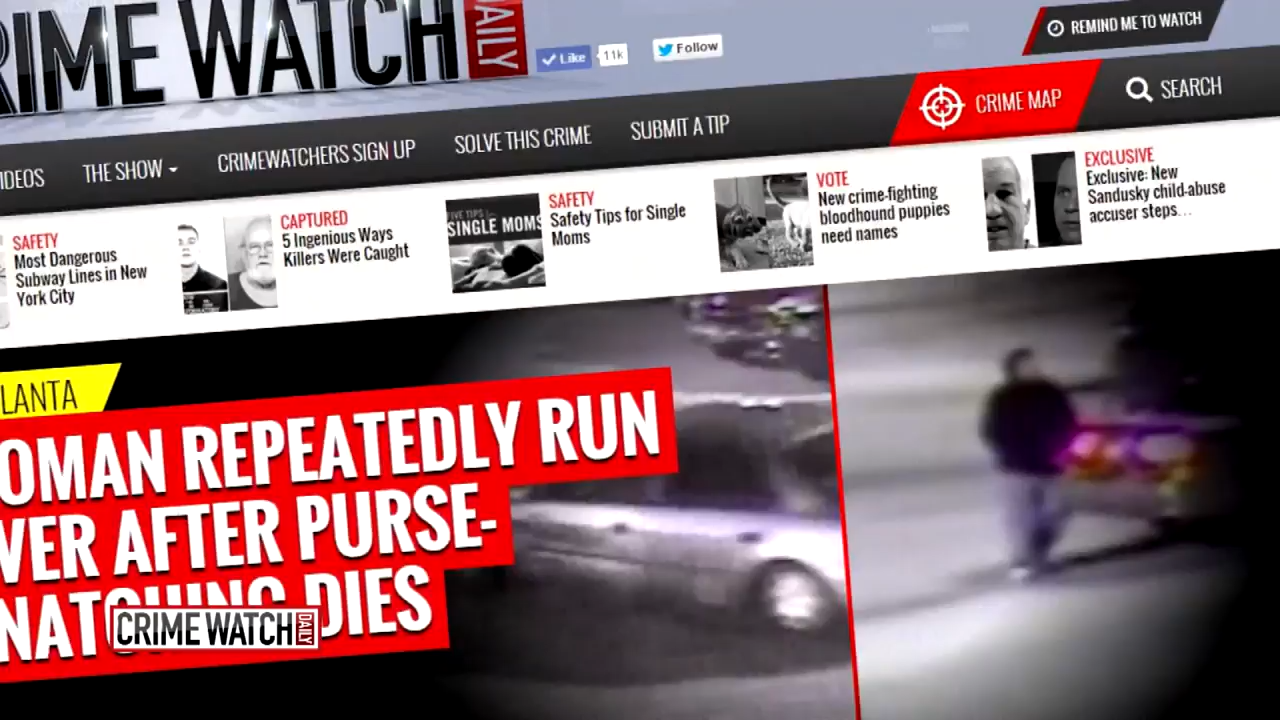 RIME WATCH DAILY
Like 11k
Follow
REMIND ME TO WATCH
IDEOS
THE SHOW
CRIMEWATCHERS SIGN UP
SOLVE THIS CRIME
SUBMIT A TIP
CRIME MAP
SEARCH
SAFETY
Most Dangerous
Subway Lines in New
York City
CAPTURED
5 Ingenious Ways
Killers Were Caught
FIVE TIPS
SINGLE MOMS
SAFETY
Safety Tips for Single
Moms
VOTE
New crime-fighting
bloodhound puppies
need names
EXCLUSIVE
Exclusive: New
Sandusky child-abuse
accuser steps...
LANTA
OMAN REPEATEDLY RUN
VER AFTER PURSE-
NATCHING DIES
CRIME WATCH DAILY